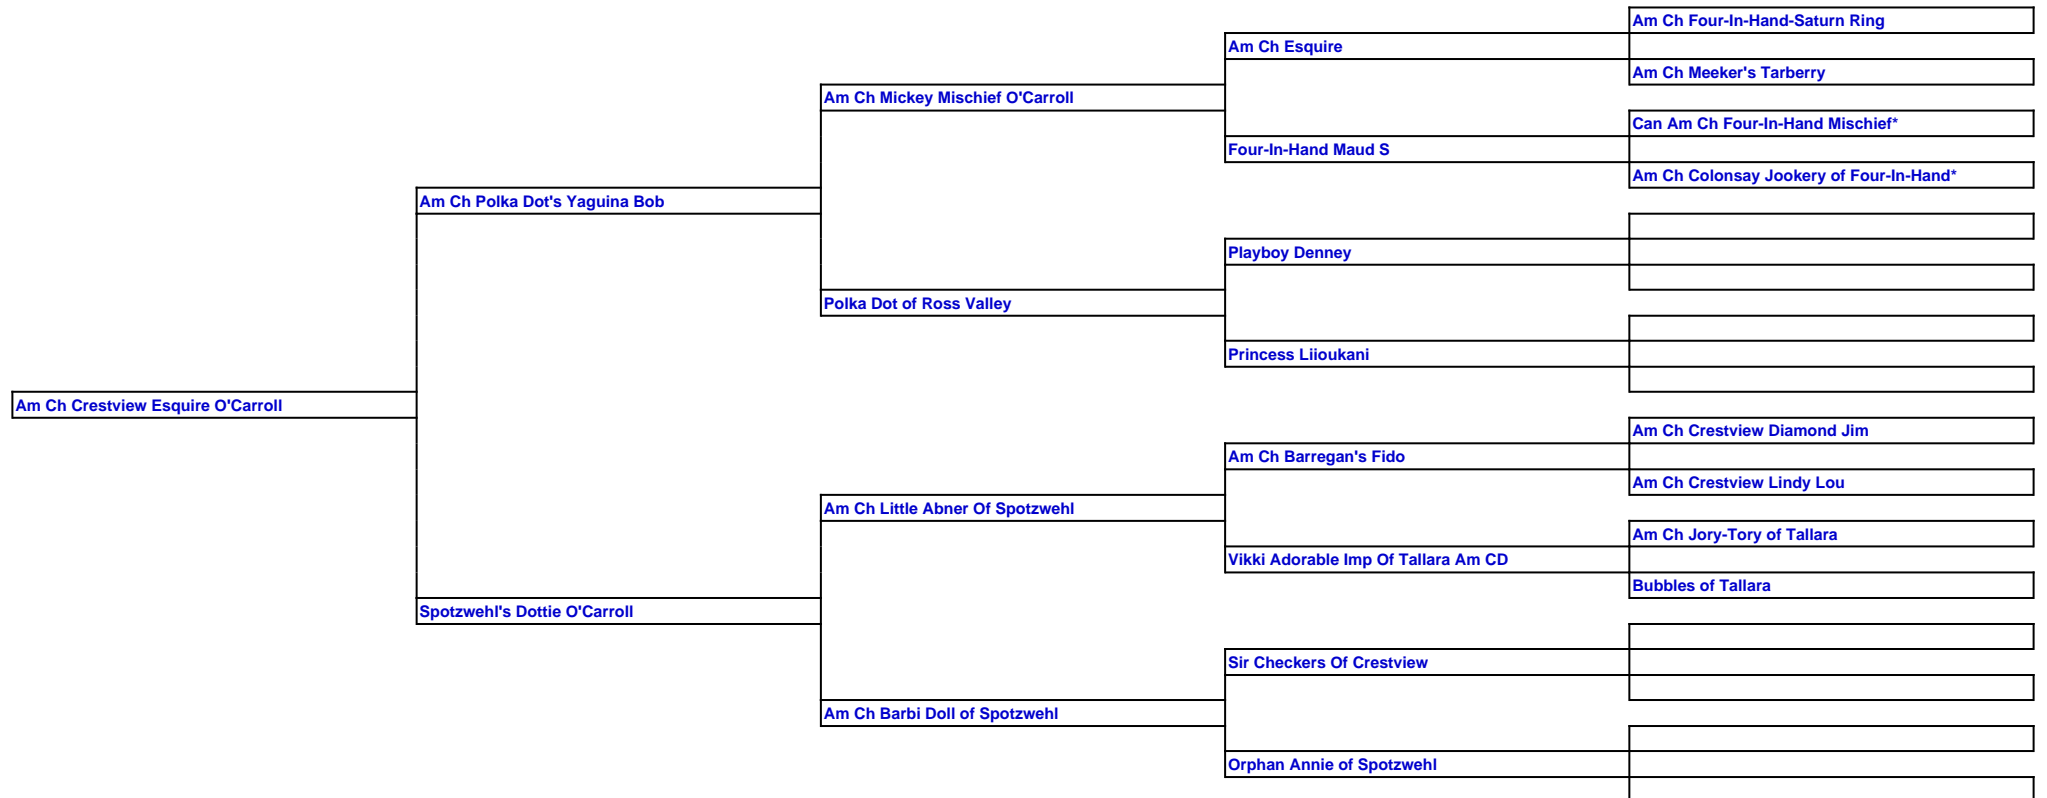 Am Ch Four-In-Hand-Saturn Ring
Am Ch Esquire
Am Ch Meeker's Tarberry
Am Ch Mickey Mischief O'Carroll
Can Am Ch Four-In-Hand Mischief*
Four-In-Hand Maud S
Am Ch Colonsay Jookery of Four-In-Hand*
Am Ch Polka Dot's Yaguina Bob
Playboy Denney
Polka Dot of Ross Valley
Princess Liioukani
Am Ch Crestview Esquire O'Carroll
Am Ch Crestview Diamond Jim
Am Ch Barregan's Fido
Am Ch Crestview Lindy Lou
Am Ch Little Abner Of Spotzwehl
Am Ch Jory-Tory of Tallara
Vikki Adorable Imp Of Tallara Am CD
Bubbles of Tallara
Spotzwehl's Dottie O'Carroll
Sir Checkers Of Crestview
Am Ch Barbi Doll of Spotzwehl
Orphan Annie of Spotzwehl